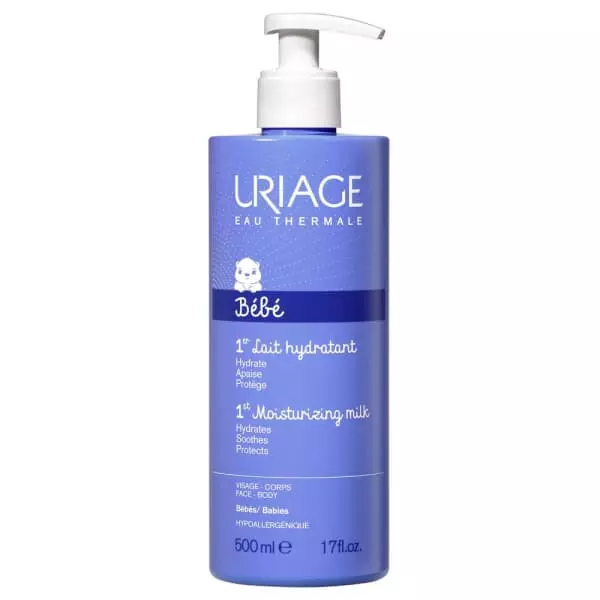 URIAGE
EAU THERMALE
Bébé
1er Lait hydratant
Hydrate
Apaise
Protège
1st Moisturizing milk
Hydrates
Soothes
Protects
VISAGE - CORPS
FACE - BODY
Bébés/ Babies
HYPOALLERGÉNIQUE
500 ml e 17fl.oz.